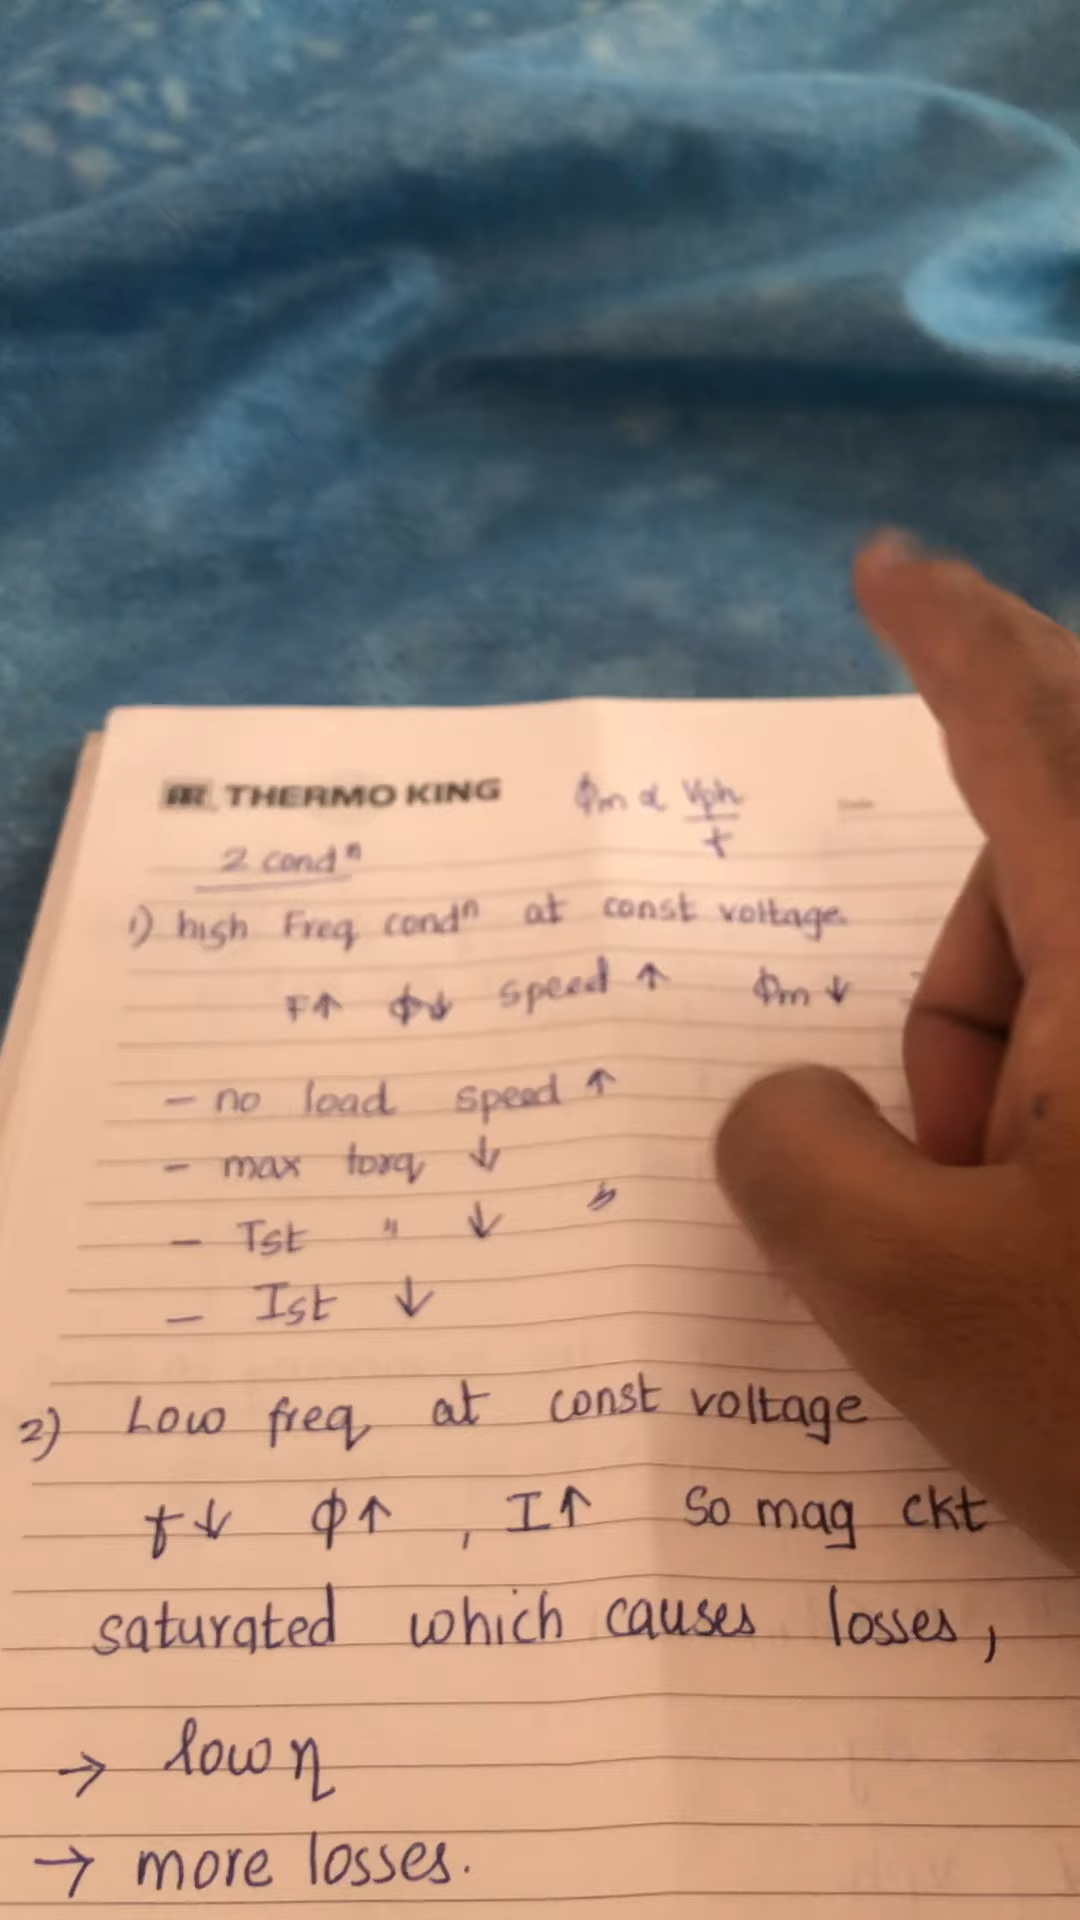 THERMO KING
ϕm ∝ Vph / f
2 condⁿ
1) high Freq condⁿ at const voltage
F↑ ϕ↓ speed ↑ ϕm ↓
- no load speed ↑
- max torq ↓
- Tst " ↓
- Ist ↓
2) Low freq at const voltage
f↓ ϕ↑ , I↑ So mag ckt
saturated which causes losses,
→ low η
→ more losses.